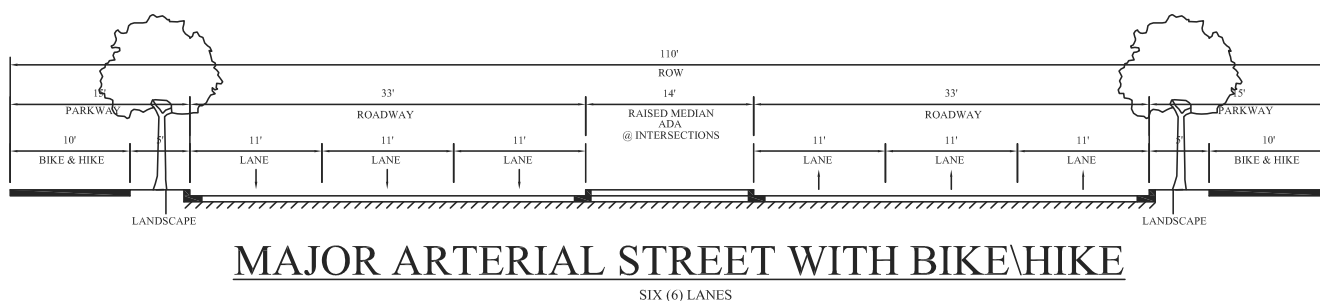 110'
ROW
15' 33' 14' 33' 15'
PARKWAY ROADWAY RAISED MEDIAN ROADWAY PARKWAY
ADA
@ INTERSECTIONS
10' 5' 11' 11' 11' 11' 11' 11' 5' 10'
BIKE & HIKE LANE LANE LANE LANE LANE LANE BIKE & HIKE
LANDSCAPE LANDSCAPE
MAJOR ARTERIAL STREET WITH BIKE\HIKE
SIX (6) LANES